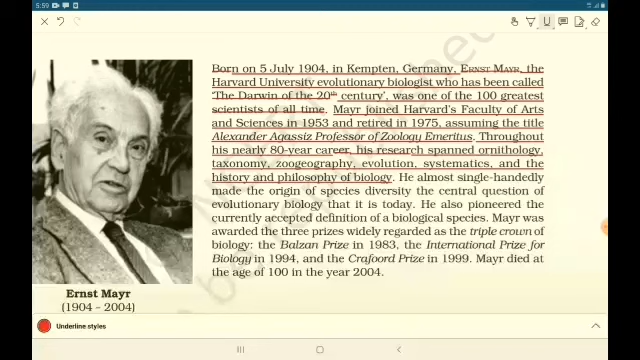 5:59
Born on 5 July 1904, in Kempten, Germany, ERNST MAYR, the
Harvard University evolutionary biologist who has been called
‘The Darwin of the 20th century’, was one of the 100 greatest
scientists of all time. Mayr joined Harvard's Faculty of Arts
and Sciences in 1953 and retired in 1975, assuming the title
Alexander Agassiz Professor of Zoology Emeritus. Throughout
his nearly 80-year career, his research spanned ornithology,
taxonomy, zoogeography, evolution, systematics, and the
history and philosophy of biology. He almost single-handedly
made the origin of species diversity the central question of
evolutionary biology that it is today. He also pioneered the
currently accepted definition of a biological species. Mayr was
awarded the three prizes widely regarded as the triple crown of
biology: the Balzan Prize in 1983, the International Prize for
Biology in 1994, and the Crafoord Prize in 1999. Mayr died at
the age of 100 in the year 2004.
Ernst Mayr
(1904 – 2004)
Underline styles